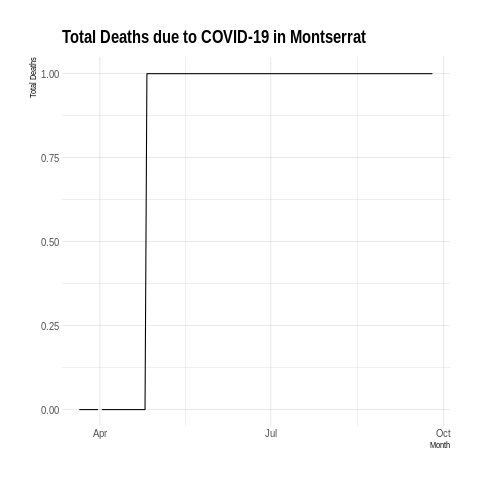 Total Deaths due to COVID-19 in Montserrat
Total Deaths
1.00
0.75
0.50
0.25
0.00
Apr
Jul
Oct
Month